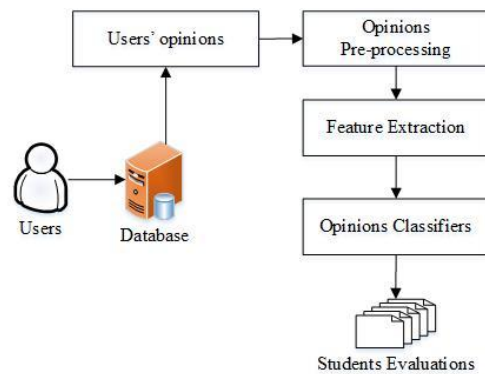 Users
Database
Users' opinions
Opinions
Pre-processing
Feature Extraction
Opinions Classifiers
Students Evaluations